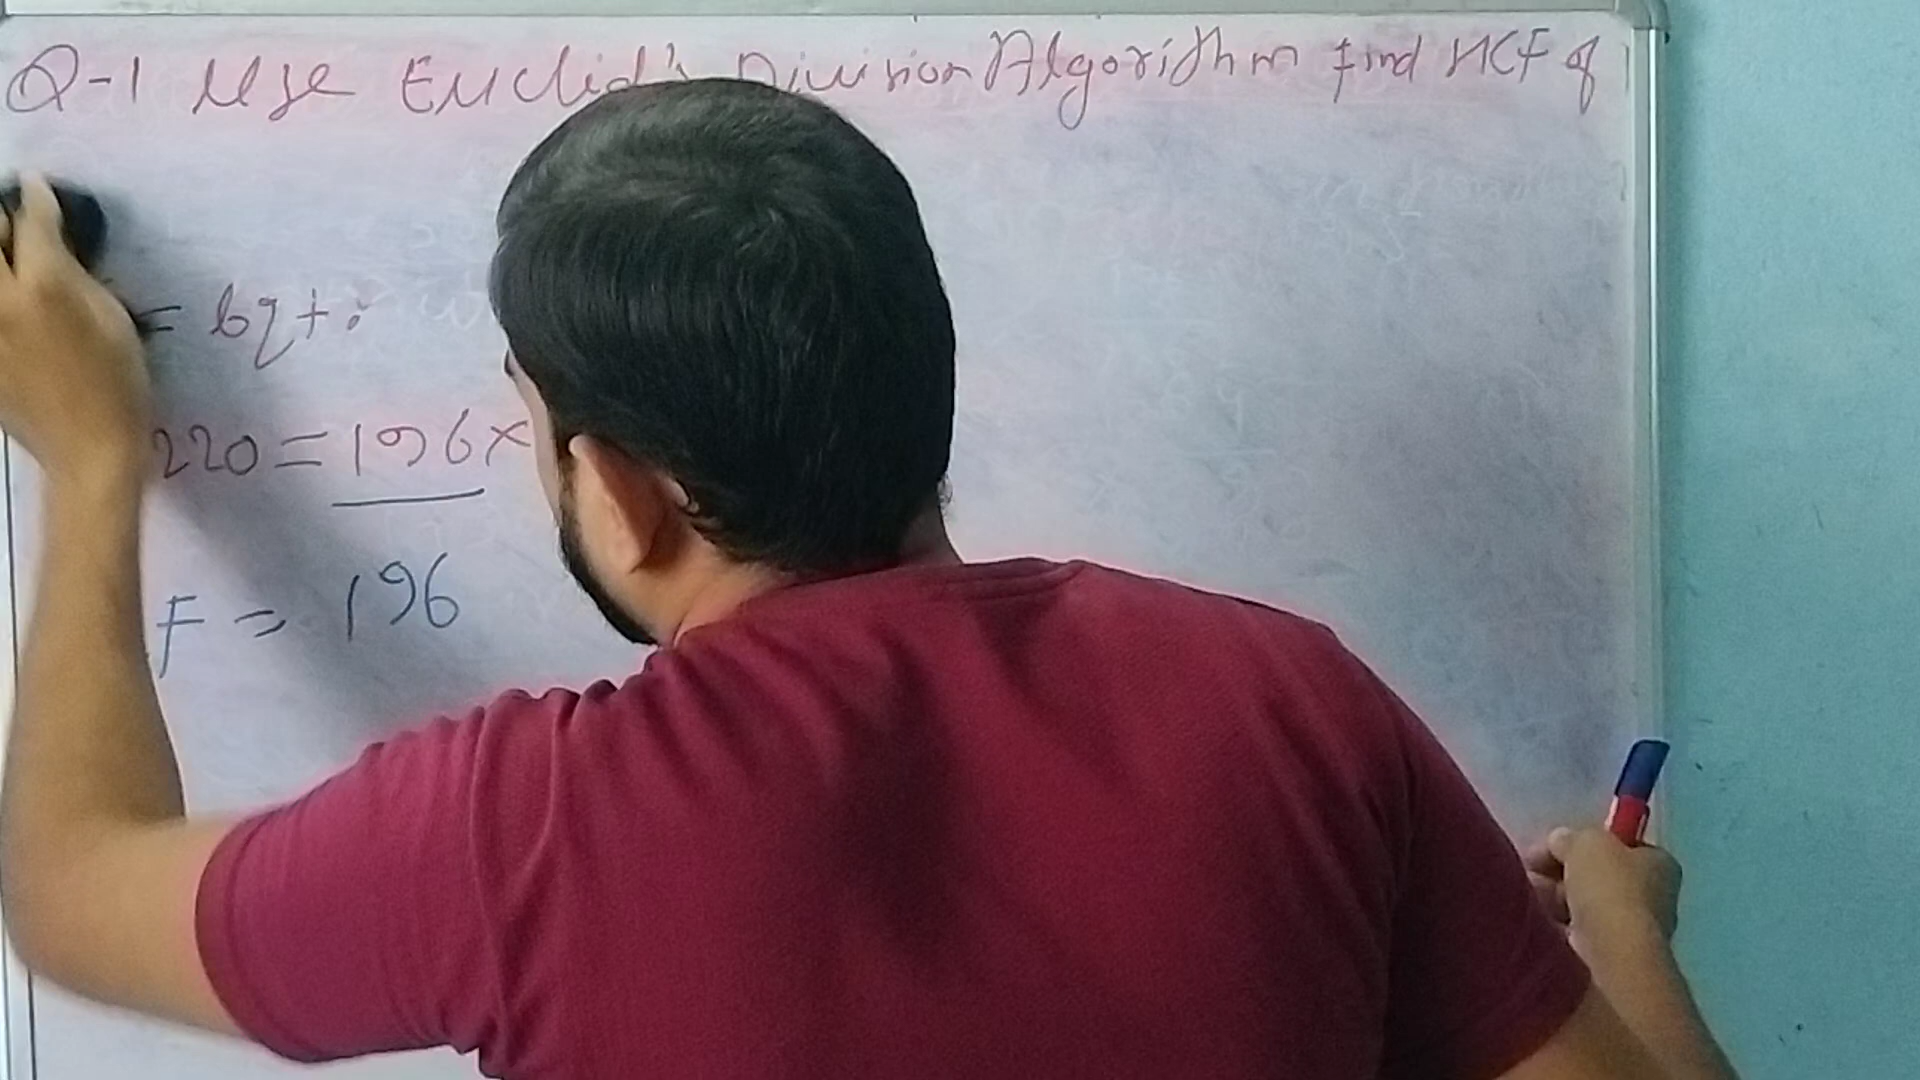 Q-1 Use Euclid's Division Algorithm find HCF of
= bq + r
220 = 196 ×
F = 196